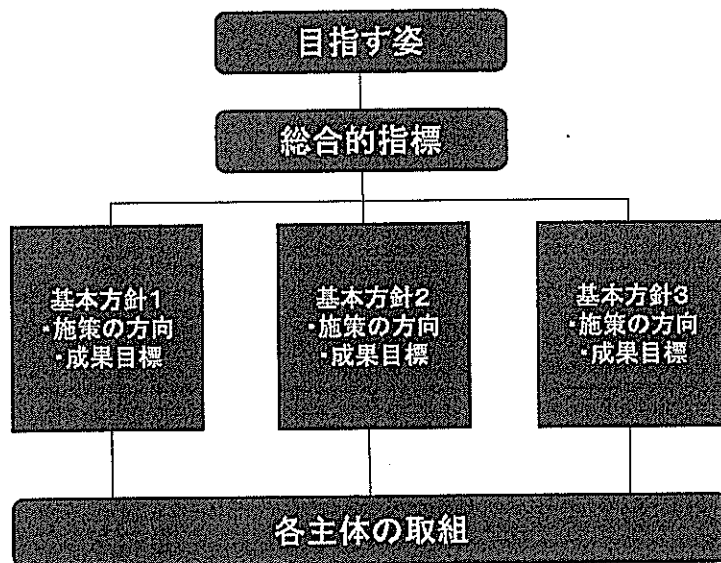 目指す姿
総合的指標
基本方針1
・施策の方向
・成果目標
基本方針2
・施策の方向
・成果目標
基本方針3
・施策の方向
・成果目標
各主体の取組